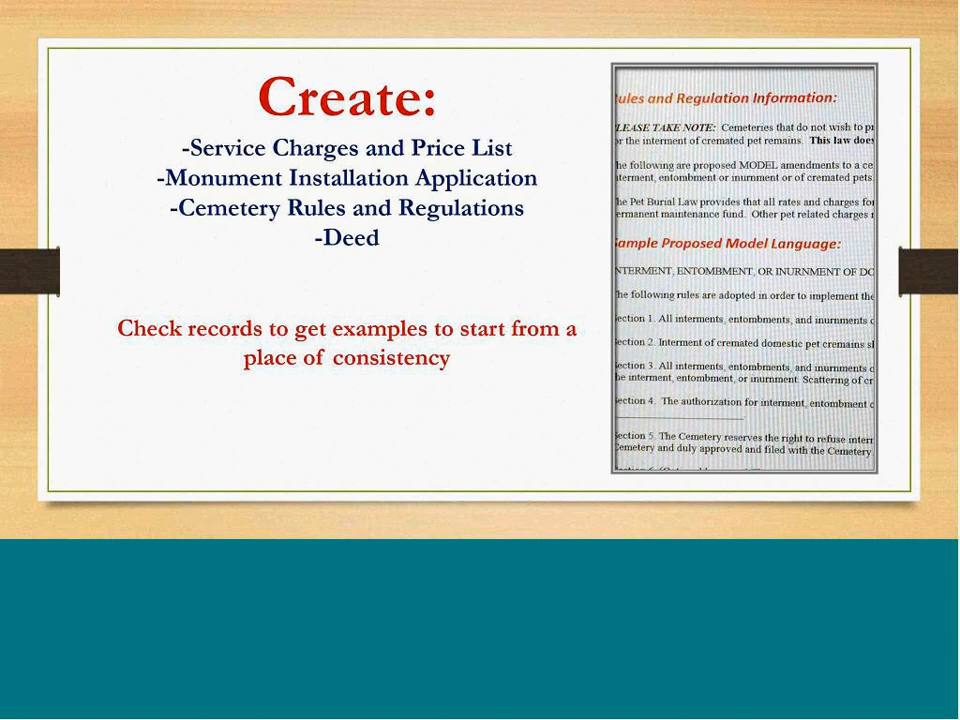 Create:
-Service Charges and Price List
-Monument Installation Application
-Cemetery Rules and Regulations
-Deed
Check records to get examples to start from a
place of consistency
ules and Regulation Information:
LEASE TAKE NOTE: Cemeteries that do not wish to pr
or the interment of cremated pet remains. This law does
he following are proposed MODEL amendments to a ce
nterment, entombment or inurnment or of cremated pets.
he Pet Burial Law provides that all rates and charges for
ermanent maintenance fund. Other pet related charges
ample Proposed Model Language:
NTERMENT, ENTOMBMENT, OR INURNMENT OF DO
he following rules are adopted in order to implement the
ection 1. All interments, entombments, and inurnments
ection 2. Interment of cremated domestic pet cremains sh
ection 3. All interments, entombments, and inurnments
he interment, entombment, or inurnment. Scattering of cr
ection 4. The authorization for interment, entombment
ection 5. The Cemetery reserves the right to refuse interr
Cemetery and duly approved and filed with the Cemetery